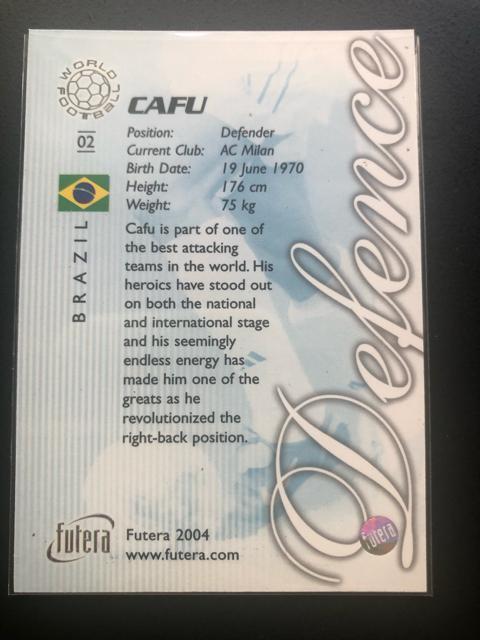 WORLD
FOOTBALL
CAFU
02
Position: Defender
Current Club: AC Milan
Birth Date: 19 June 1970
Height: 176 cm
Weight: 75 kg
BRAZIL
Cafu is part of one of
the best attacking
teams in the world. His
heroics have stood out
on both the national
and international stage
and his seemingly
endless energy has
made him one of the
greats as he
revolutionized the
right-back position.
Defence
futera
Futera 2004
www.futera.com
futera